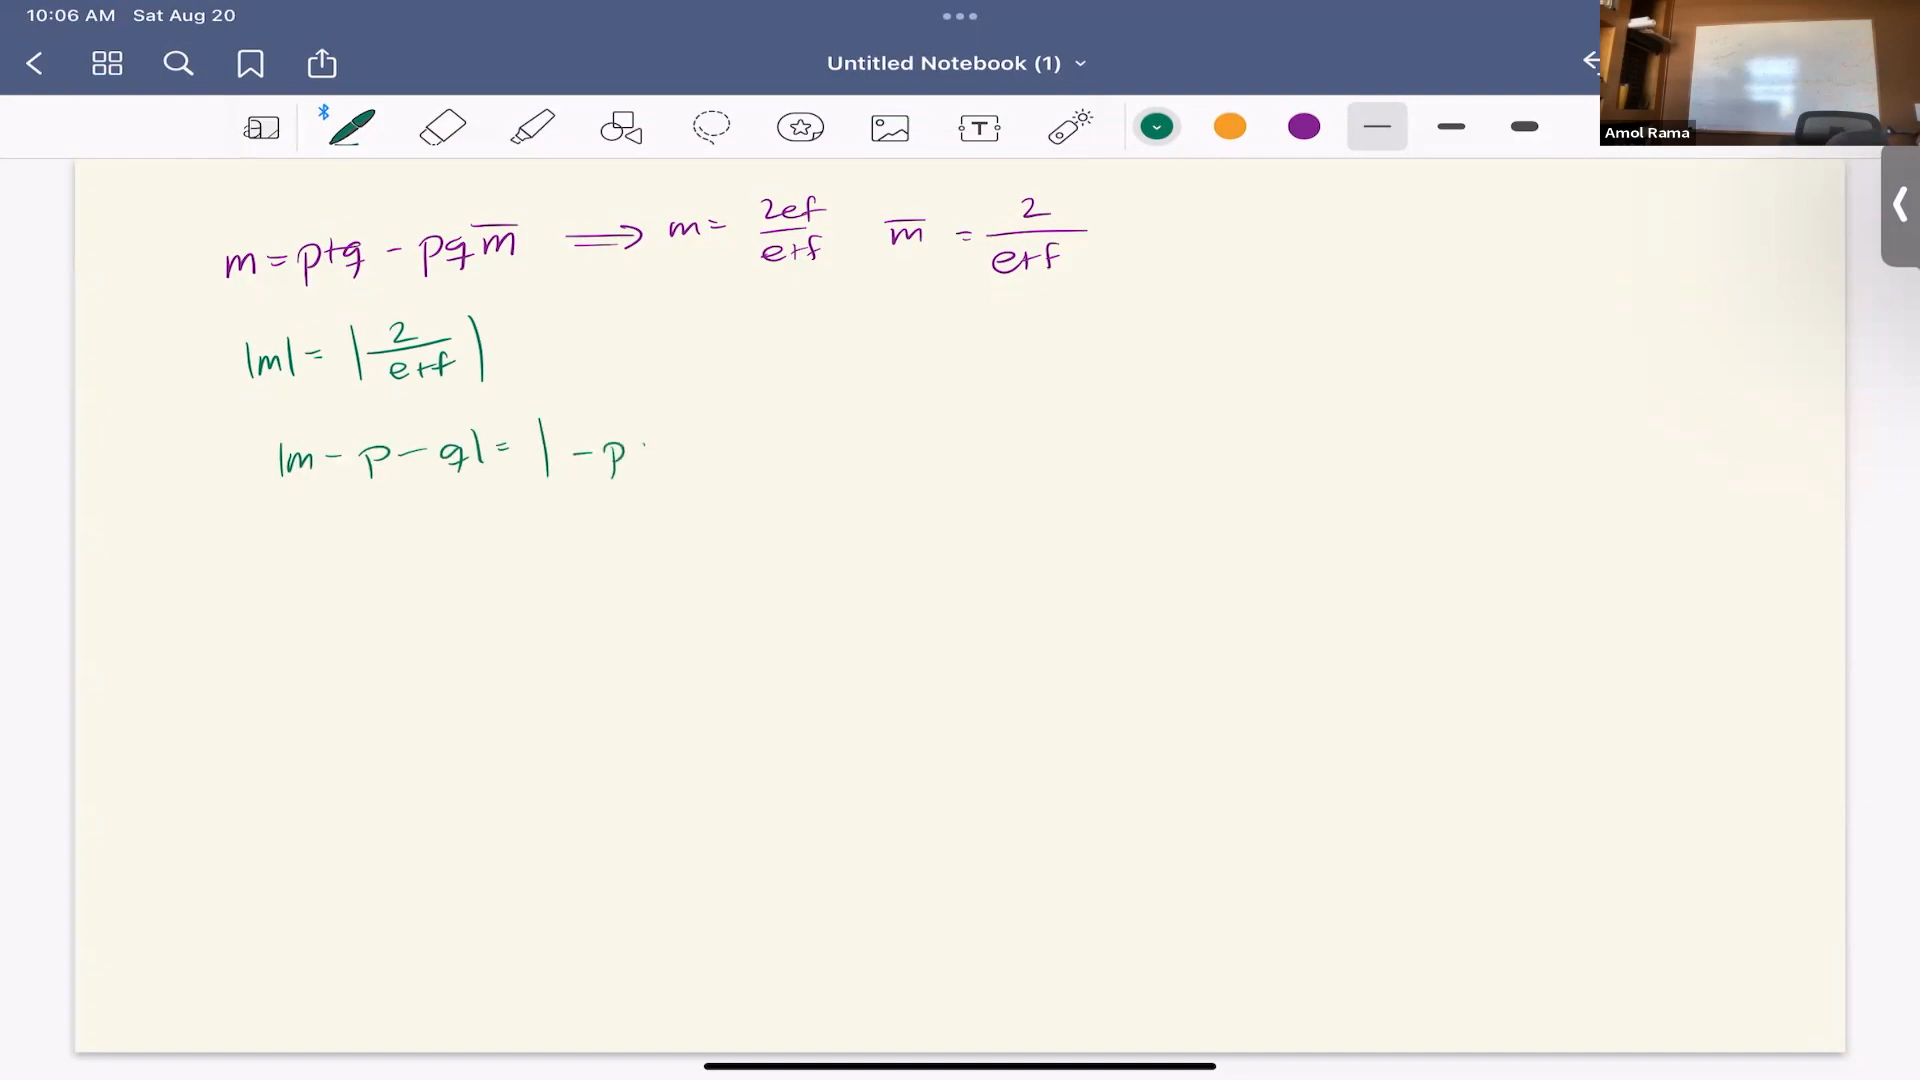 10:06 AM Sat Aug 20
Untitled Notebook (1)
Amol Rama
m = p+q - pq m̅ ⟹ m = 2ef/(e+f) m̅ = 2/(e+f)
|m| = |2/(e+f)|
|m - p - q| = | - p